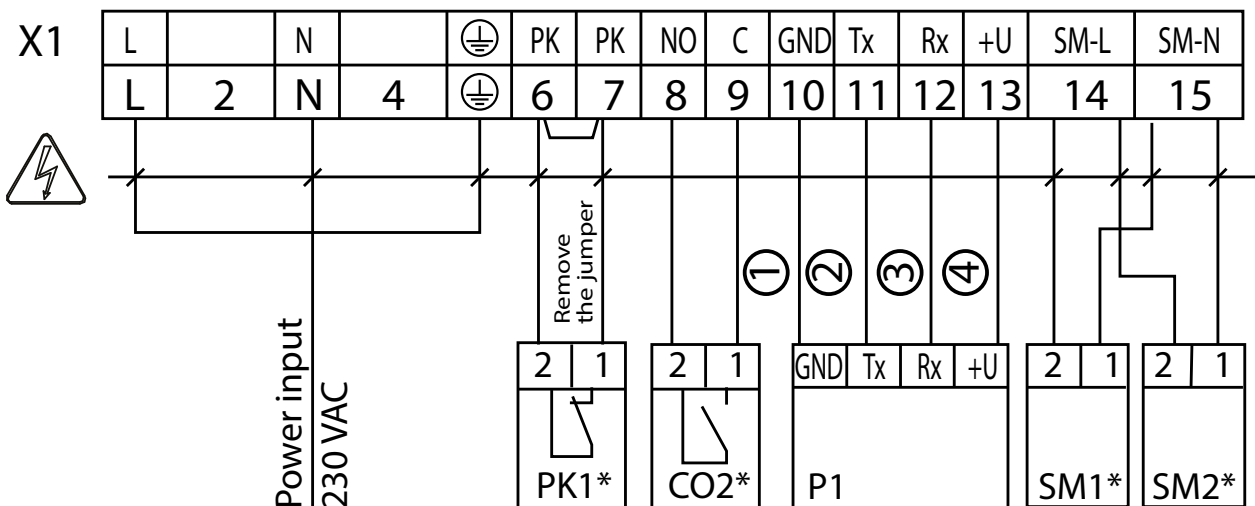 X1 L N PK PK NO C GND Tx Rx +U SM-L SM-N
L 2 N 4 6 7 8 9 10 11 12 13 14 15
Remove
the jumper
① ② ③ ④
Power input
230 VAC
2 1 2 1 GND Tx Rx +U 2 1 2 1
PK1* CO2* P1 SM1* SM2*